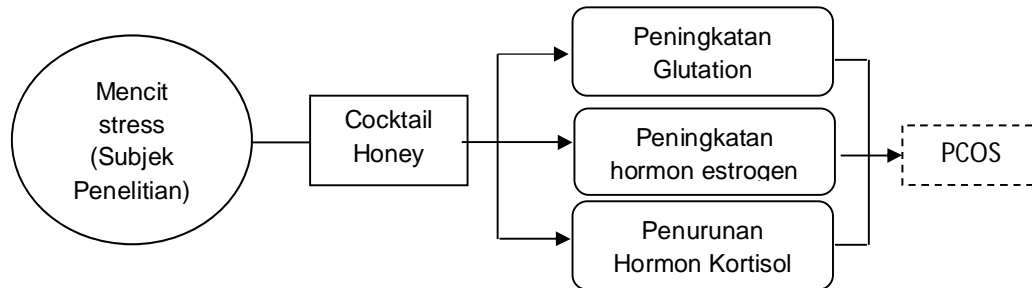 Mencit
stress
(Subjek
Penelitian)
Cocktail
Honey
Peningkatan
Glutation
Peningkatan
hormon estrogen
Penurunan
Hormon Kortisol
PCOS